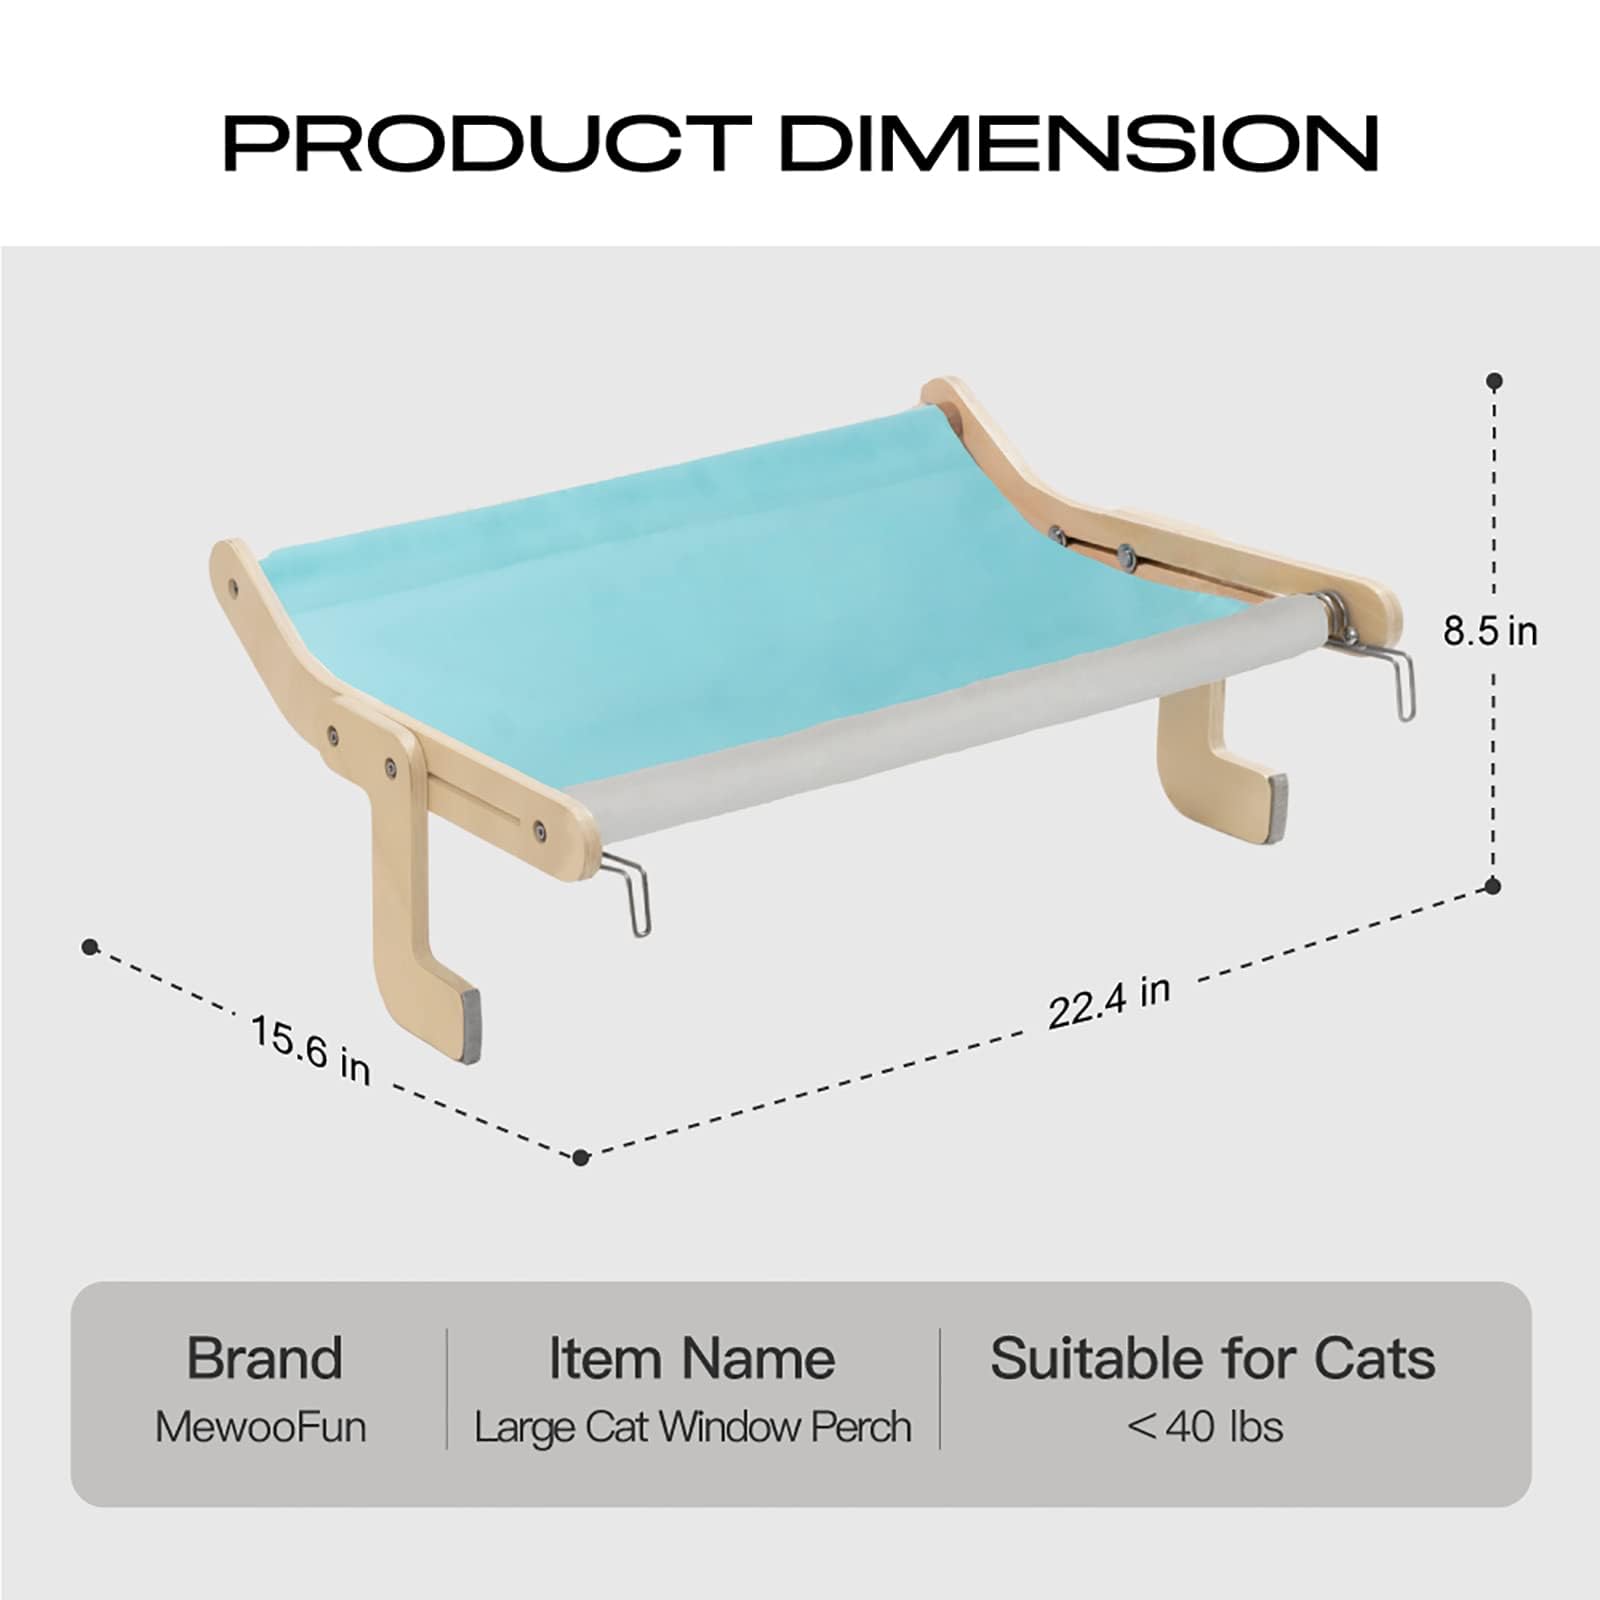 PRODUCT DIMENSION
8.5 in
22.4 in
15.6 in
Brand
MewooFun
Item Name
Large Cat Window Perch
Suitable for Cats
< 40 lbs